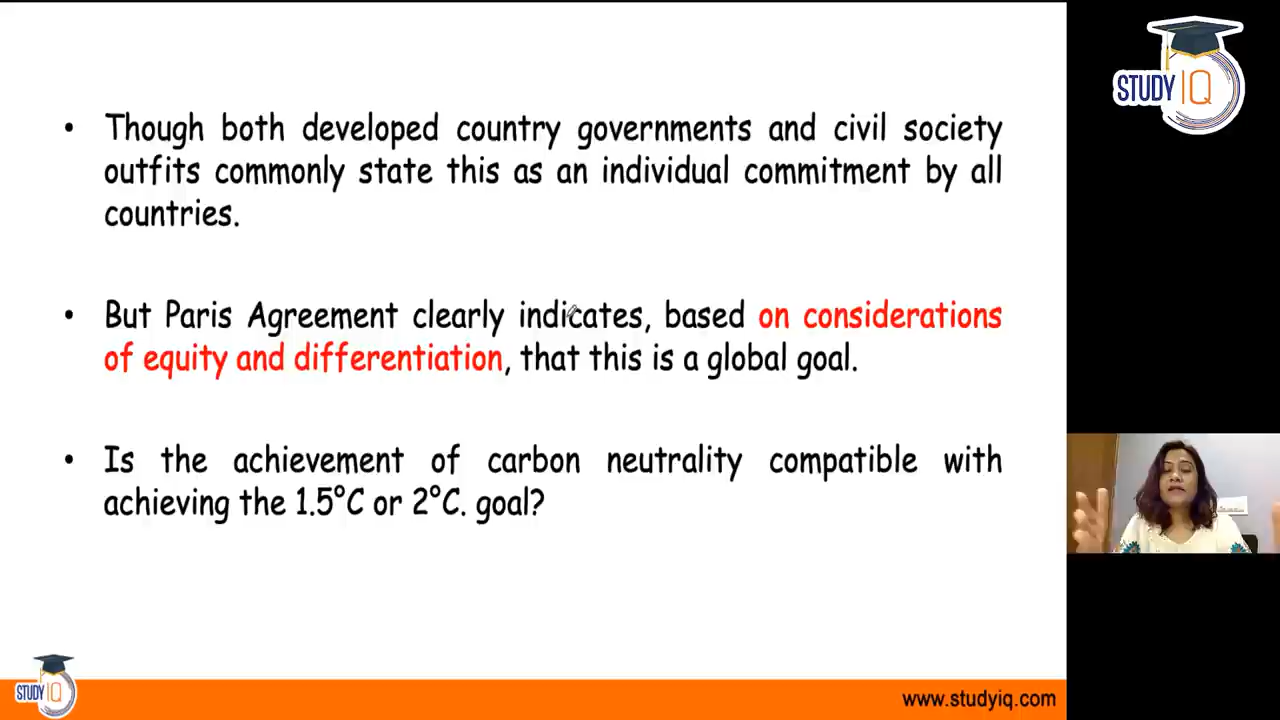 STUDY IQ
Though both developed country governments and civil society
outfits commonly state this as an individual commitment by all
countries.
But Paris Agreement clearly indicates, based on considerations
of equity and differentiation, that this is a global goal.
Is the achievement of carbon neutrality compatible with
achieving the 1.5°C or 2°C. goal?
STUDY IQ
www.studyiq.com